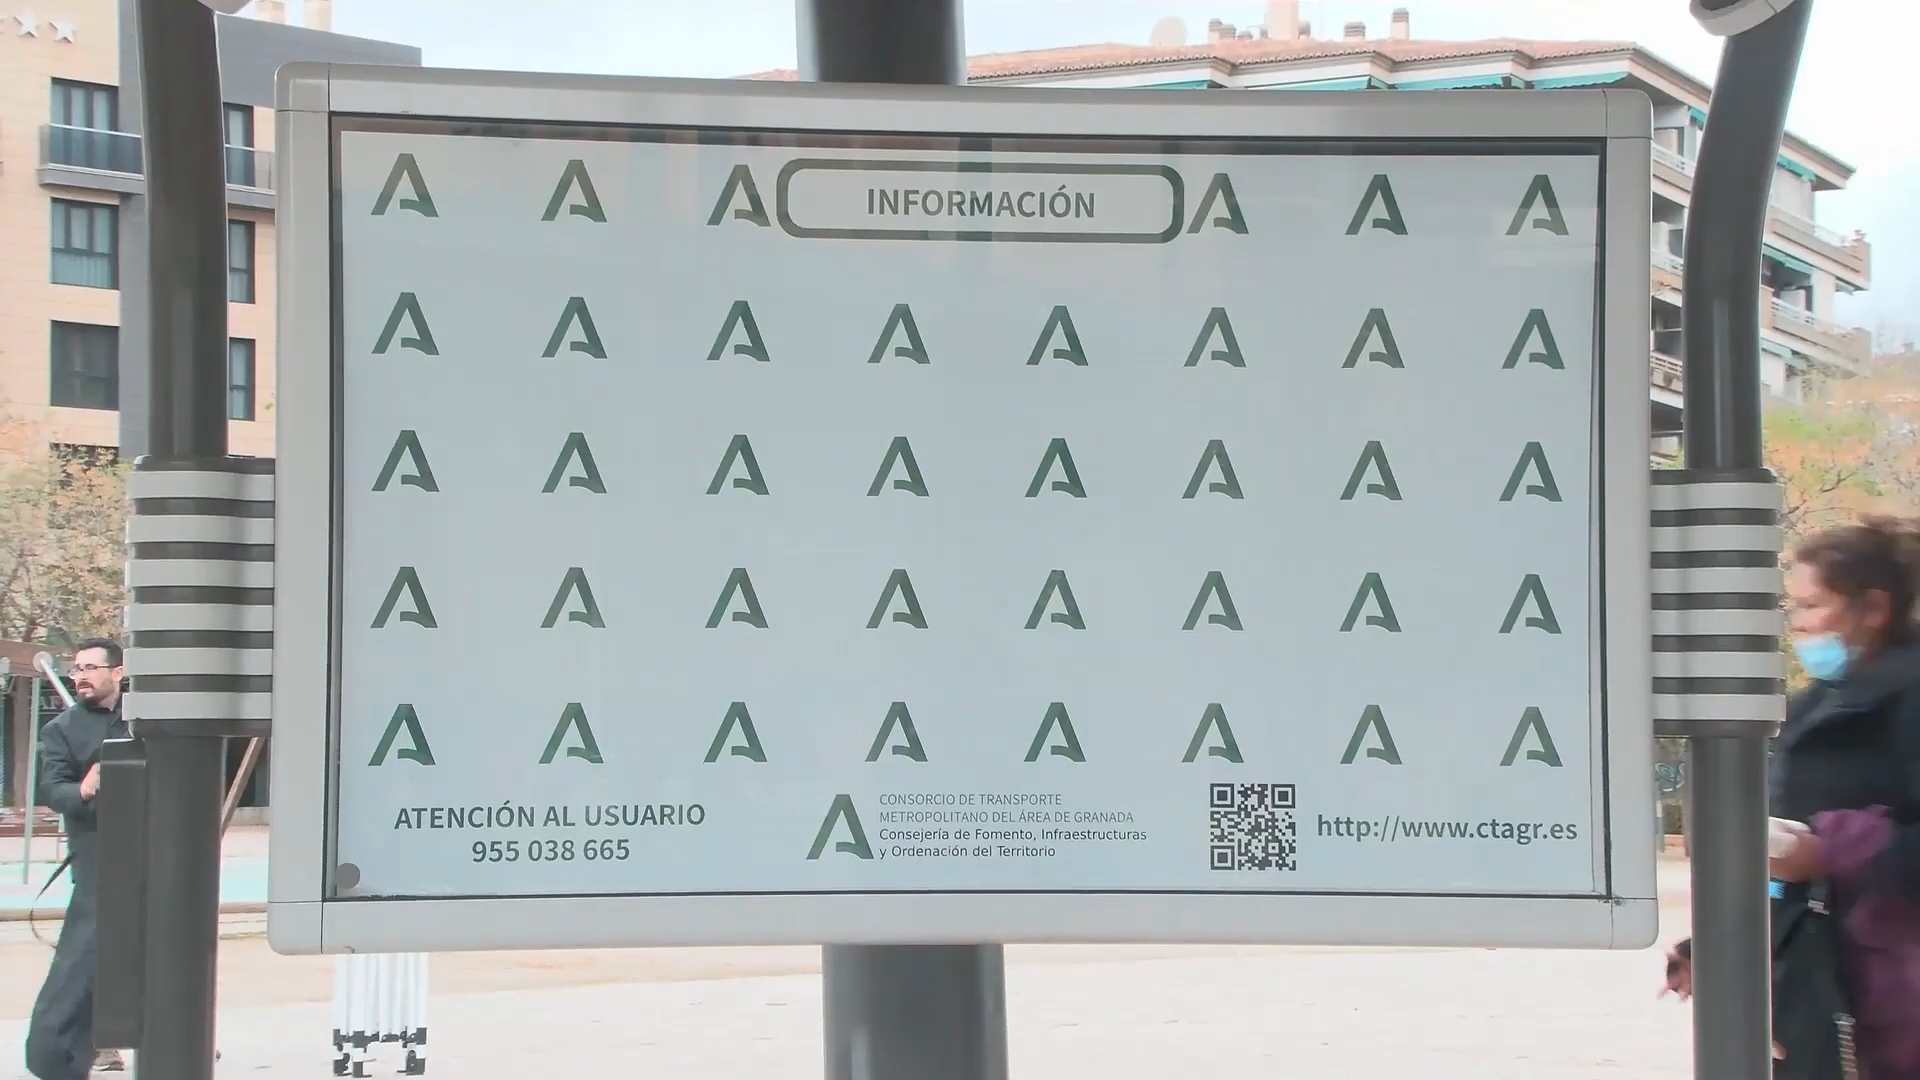 INFORMACIÓN
ATENCIÓN AL USUARIO
955 038 665
CONSORCIO DE TRANSPORTE
METROPOLITANO DEL ÁREA DE GRANADA
Consejería de Fomento, Infraestructuras
y Ordenación del Territorio
http://www.ctagr.es